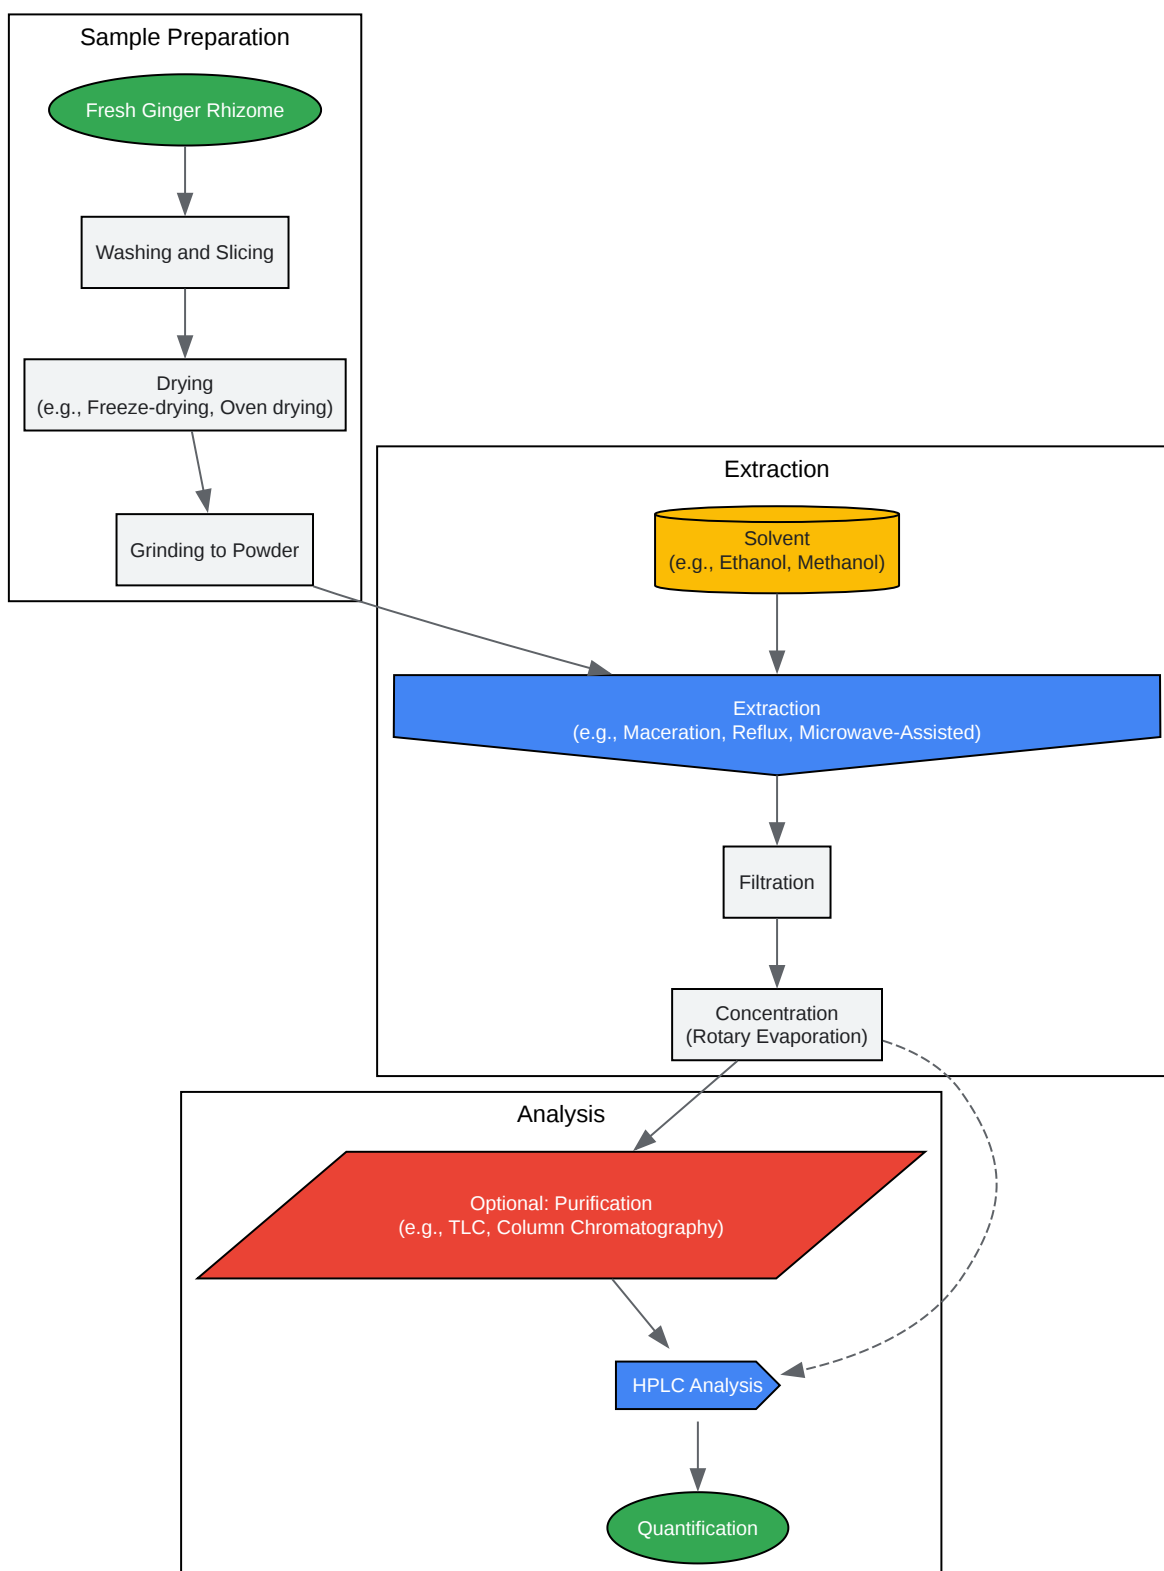 Sample Preparation
Fresh Ginger Rhizome
Washing and Slicing
Drying
(e.g., Freeze-drying, Oven drying)
Grinding to Powder
Extraction
Solvent
(e.g., Ethanol, Methanol)
Extraction
(e.g., Maceration, Reflux, Microwave-Assisted)
Filtration
Concentration
(Rotary Evaporation)
Analysis
Optional: Purification
(e.g., TLC, Column Chromatography)
HPLC Analysis
Quantification